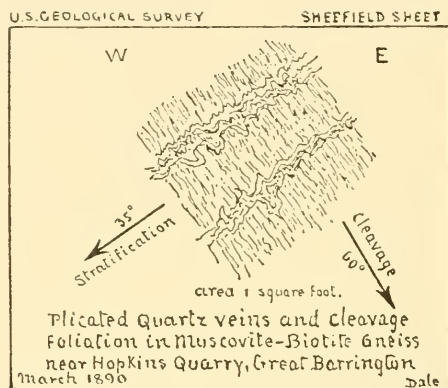 U.S. GEOLOGICAL SURVEY SHEFFIELD SHEET
W E
35°
Stratification
Cleavage
60°
area 1 square foot.
Plicated Quartz veins and Cleavage
Foliation in Muscovite-Biotite Gneiss
near Hopkins Quarry, Great Barrington
March 1890 Dale